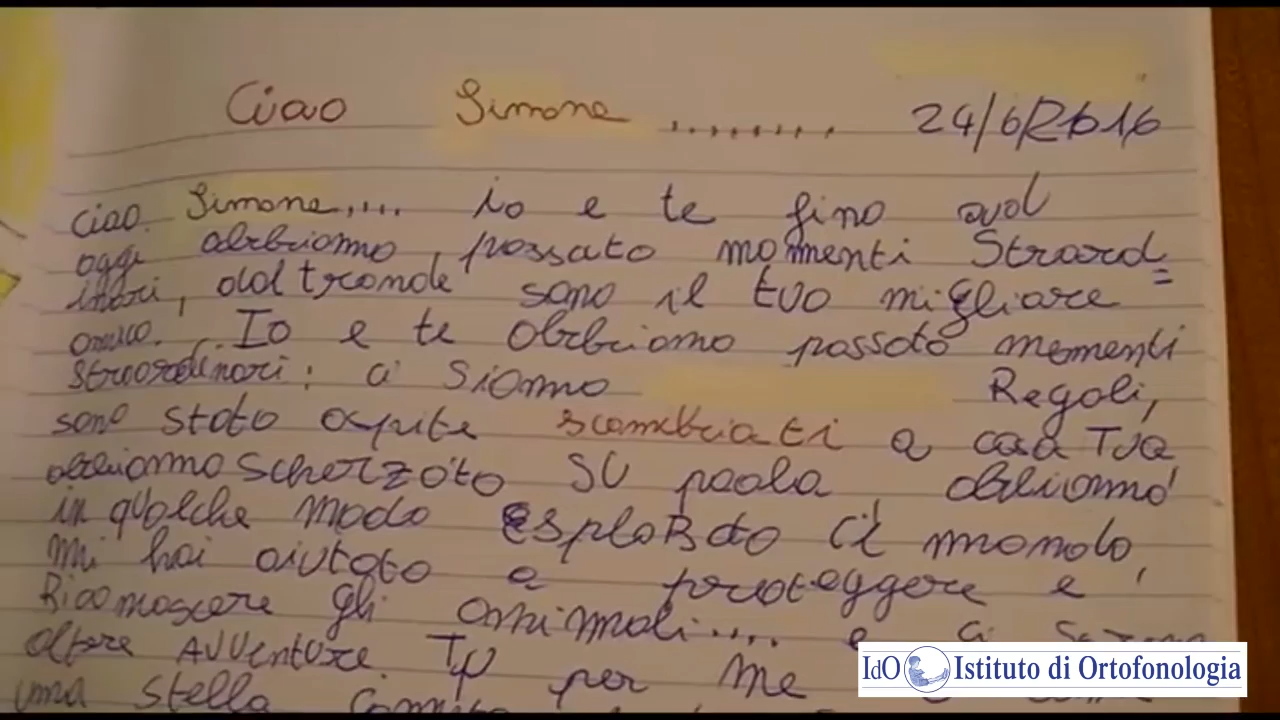 Ciao Simone ......... 24/6/2016
ciao Simone,... io e te fino ad
oggi abbiamo passato momenti Straord=
inari, daltronde sono il tuo migliore
amico. Io e te abbiamo passato momenti
straordinari: ci siamo Regali,
sono stato ospite scambiati a casa Tua
abbiamo scherzato su paola, abbiamo
in qualche modo esploRato il mondo,
mi hai aiutato a proteggere e
Riconoscere gli animali.... e ci
altre AVVenture Tu per me
una stella
IdO Istituto di Ortofonologia